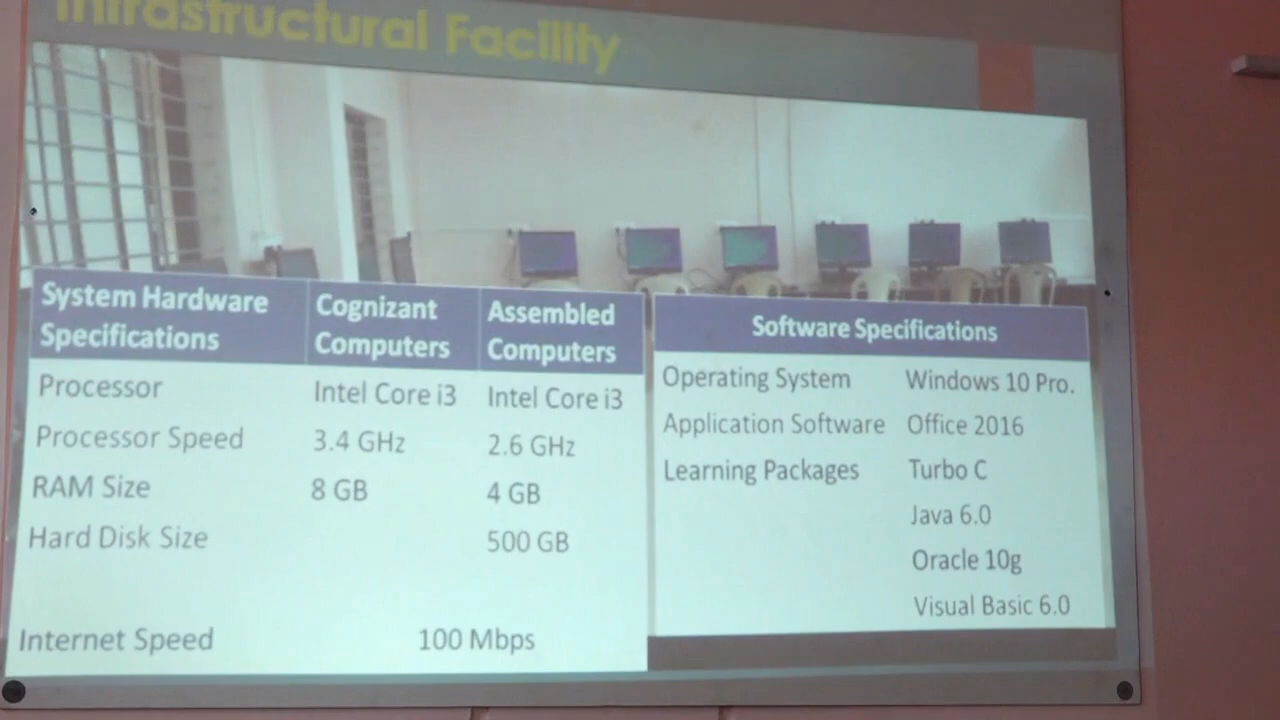 Infrastructural Facility
System Hardware Specifications Cognizant Computers Assembled Computers
Processor Intel Core i3 Intel Core i3
Processor Speed 3.4 GHz 2.6 GHz
RAM Size 8 GB 4 GB
Hard Disk Size 500 GB
Internet Speed 100 Mbps
Software Specifications
Operating System Windows 10 Pro.
Application Software Office 2016
Learning Packages Turbo C
Java 6.0
Oracle 10g
Visual Basic 6.0